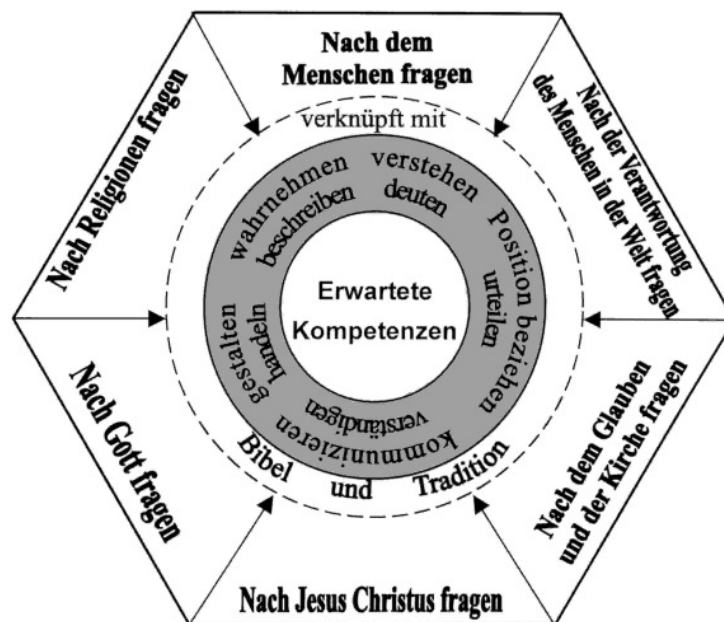 Nach dem
Menschen fragen
Nach der Verantwortung
des Menschen in der Welt fragen
Nach dem Glauben
und der Kirche fragen
Nach Jesus Christus fragen
Nach Gott fragen
Nach Religionen fragen
verknüpft mit
Bibel und Tradition
wahrnehmen
beschreiben
verstehen
deuten
Position beziehen
urteilen
kommunizieren
verständigen
gestalten
handeln
Erwartete
Kompetenzen